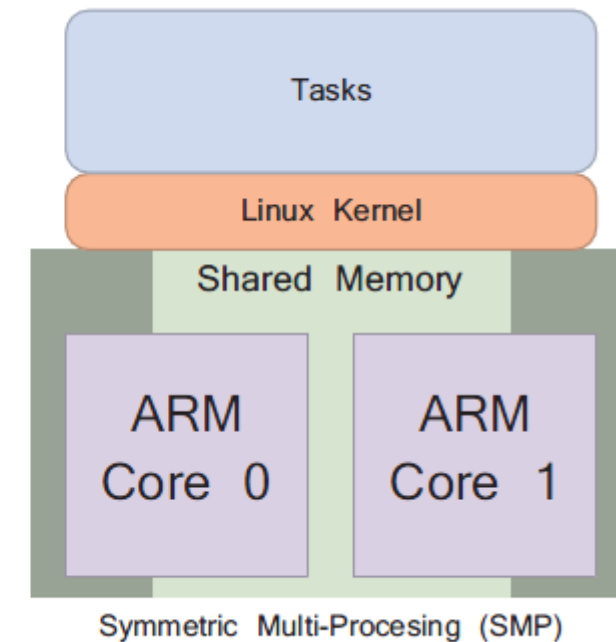 Tasks
Linux Kernel
Shared Memory
ARM
Core 0
ARM
Core 1
Symmetric Multi-Procesing (SMP)